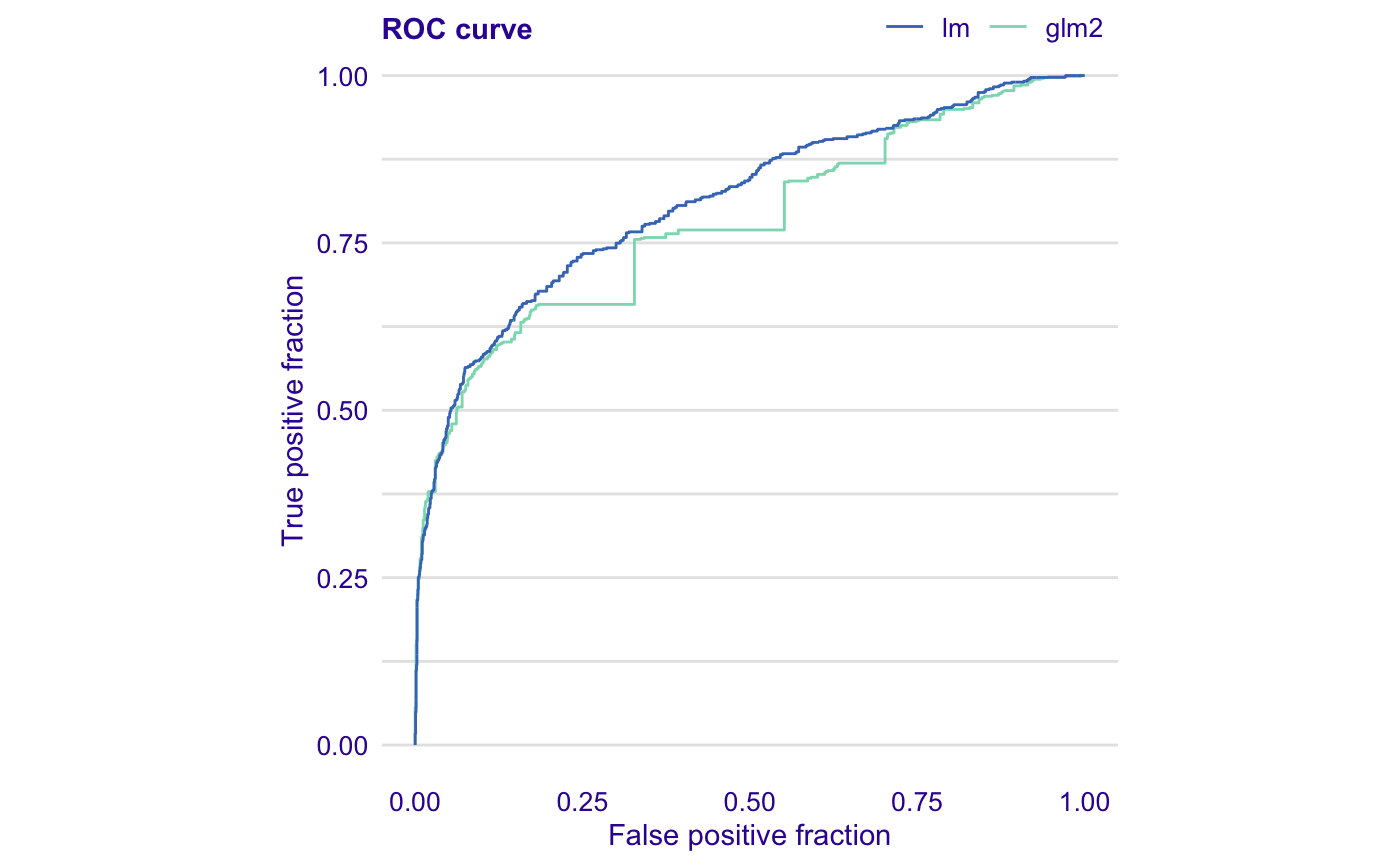 ROC curve
lm
glm2
True positive fraction
1.00
0.75
0.50
0.25
0.00
0.00 0.25 0.50 0.75 1.00
False positive fraction